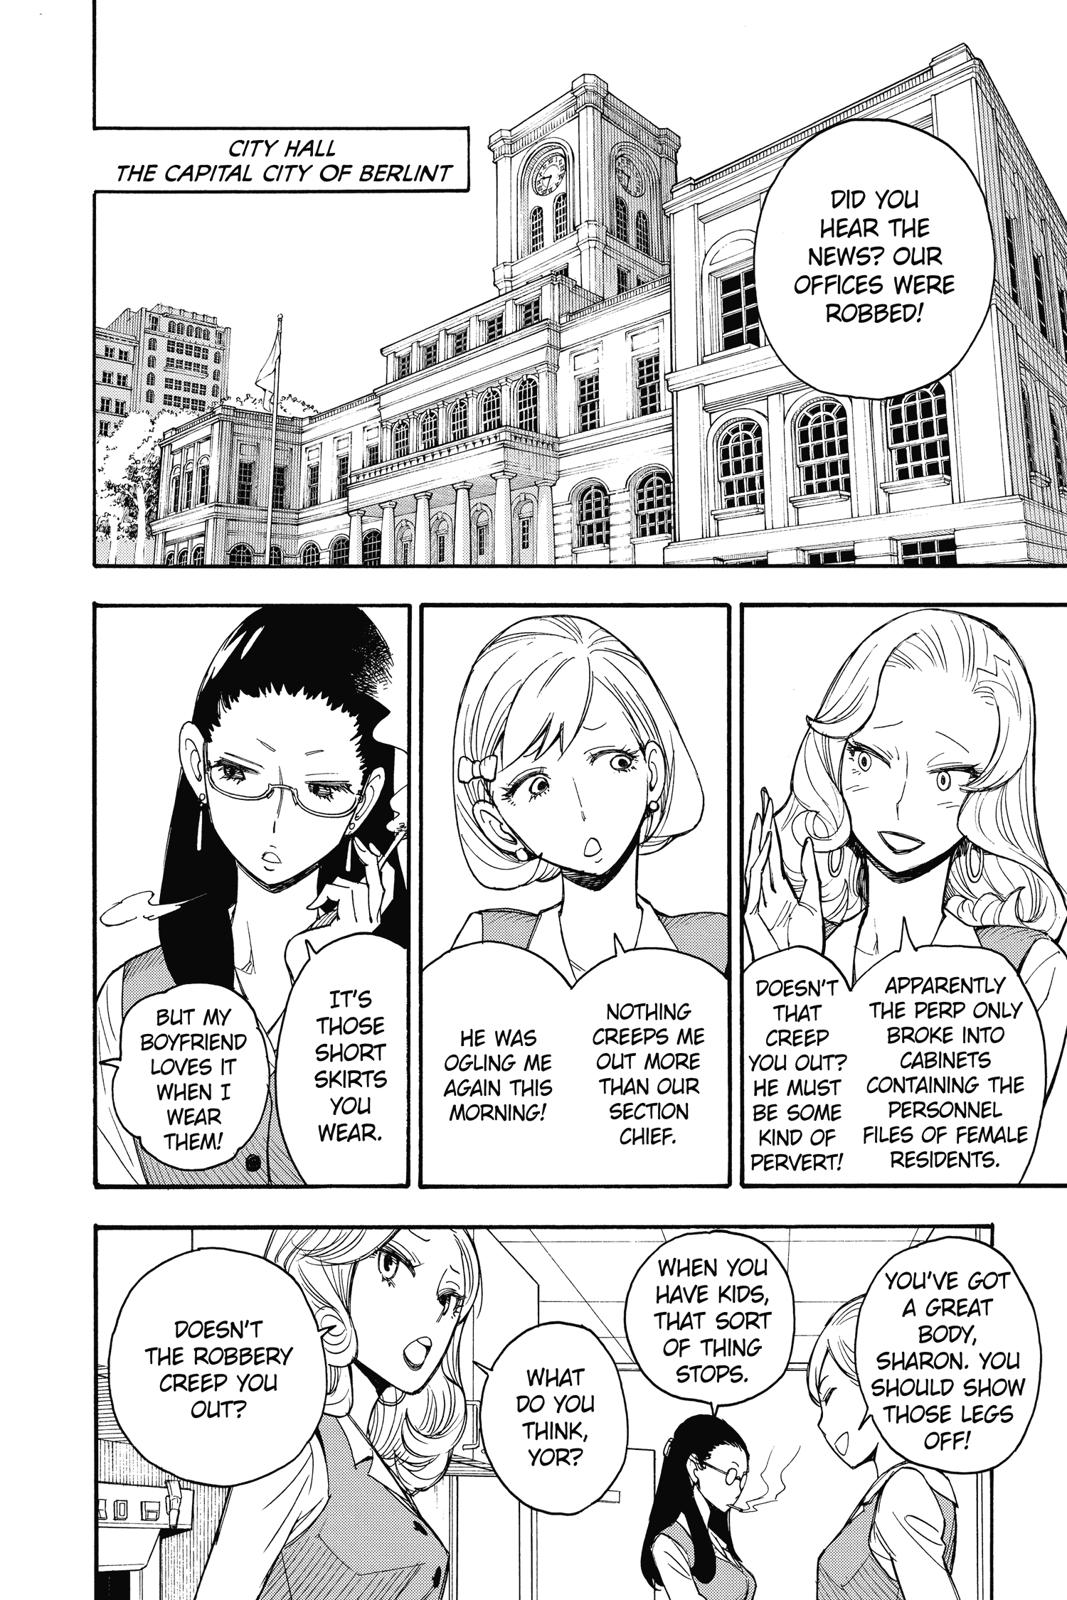 CITY HALL
THE CAPITAL CITY OF BERLINT
DID YOU
HEAR THE
NEWS? OUR
OFFICES WERE
ROBBED!
APPARENTLY
THE PERP ONLY
BROKE INTO
CABINETS
CONTAINING THE
PERSONNEL
FILES OF FEMALE
RESIDENTS.
DOESN'T
THAT
CREEP
YOU OUT?
HE MUST
BE SOME
KIND OF
PERVERT!
NOTHING
CREEPS ME
OUT MORE
THAN OUR
SECTION
CHIEF.
HE WAS
OGLING ME
AGAIN THIS
MORNING!
IT'S
THOSE
SHORT
SKIRTS
YOU
WEAR.
BUT MY
BOYFRIEND
LOVES IT
WHEN I
WEAR
THEM!
YOU'VE GOT
A GREAT
BODY,
SHARON. YOU
SHOULD SHOW
THOSE LEGS
OFF!
WHEN YOU
HAVE KIDS,
THAT SORT
OF THING
STOPS.
WHAT
DO YOU
THINK,
YOR?
DOESN'T
THE ROBBERY
CREEP YOU
OUT?